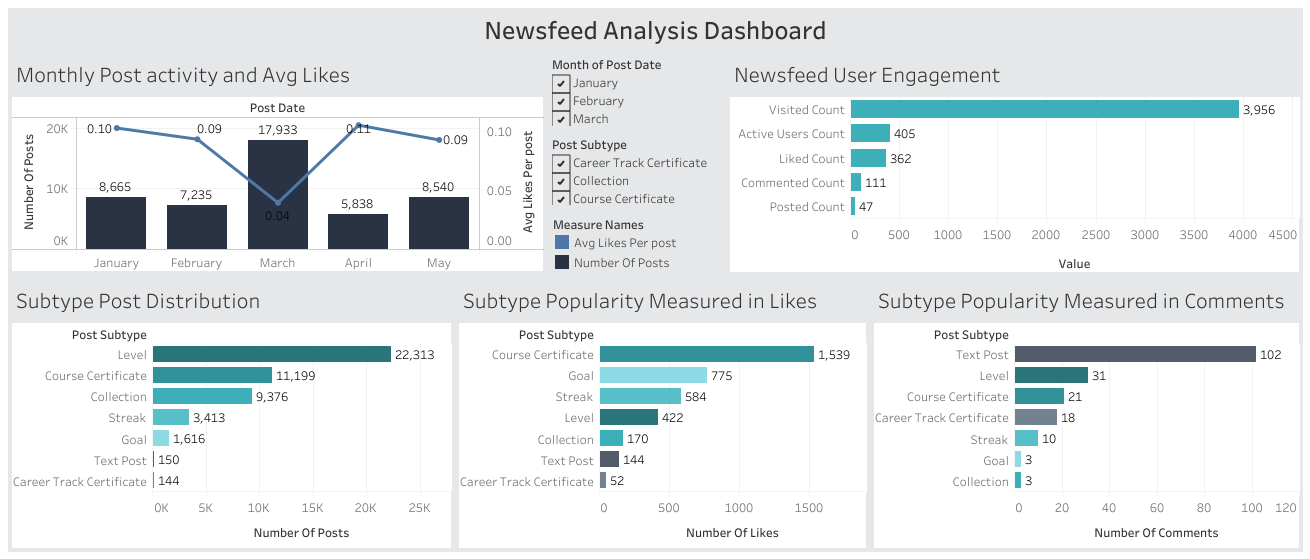 Newsfeed Analysis Dashboard
Monthly Post activity and Avg Likes
Post Date
Number Of Posts
20K
10K
0K
0.10
0.09
17,933
0.11
0.09
8,665
7,235
0.04
5,838
8,540
0.10
0.05
0.00
Avg Likes Per post
January
February
March
April
May
Month of Post Date
January
February
March
Post Subtype
Career Track Certificate
Collection
Course Certificate
Measure Names
Avg Likes Per post
Number Of Posts
Newsfeed User Engagement
Visited Count 3,956
Active Users Count 405
Liked Count 362
Commented Count 111
Posted Count 47
0 500 1000 1500 2000 2500 3000 3500 4000 4500
Value
Subtype Post Distribution
Post Subtype
Level 22,313
Course Certificate 11,199
Collection 9,376
Streak 3,413
Goal 1,616
Text Post 150
Career Track Certificate 144
0K 5K 10K 15K 20K 25K
Number Of Posts
Subtype Popularity Measured in Likes
Post Subtype
Course Certificate 1,539
Goal 775
Streak 584
Level 422
Collection 170
Text Post 144
Career Track Certificate 52
0 500 1000 1500
Number Of Likes
Subtype Popularity Measured in Comments
Post Subtype
Text Post 102
Level 31
Course Certificate 21
Career Track Certificate 18
Streak 10
Goal 3
Collection 3
0 20 40 60 80 100 120
Number Of Comments